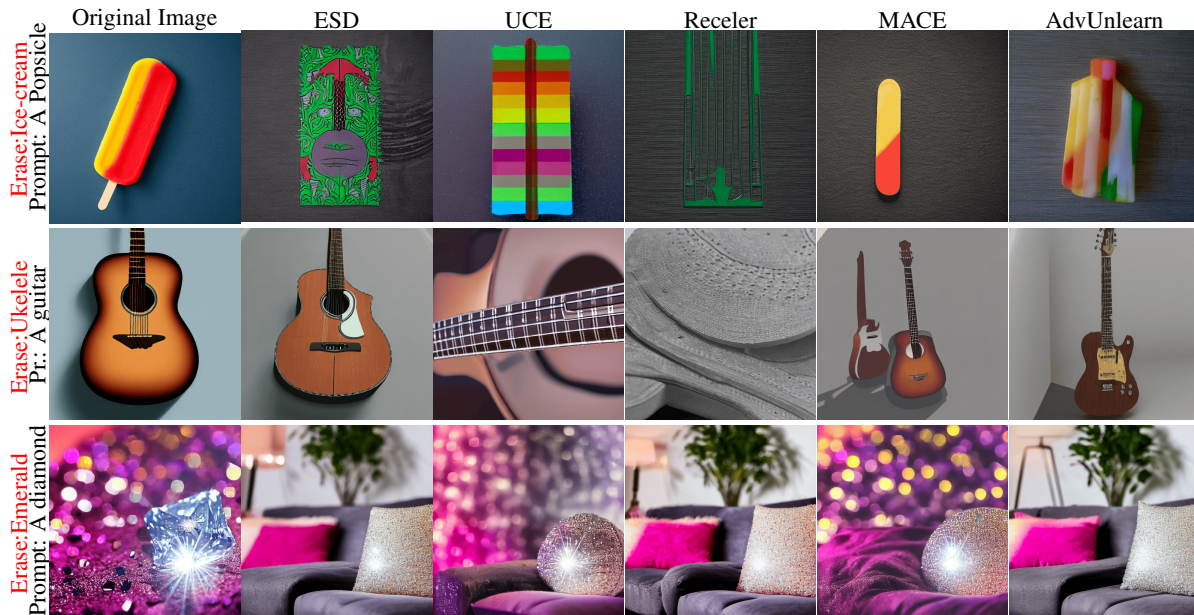 Original Image
ESD
UCE
Receler
MACE
AdvUnlearn
Erase:Ice-cream
Prompt: A Popsicle
Erase:Ukelele
Pr.: A guitar
Erase:Emerald
Prompt: A diamond